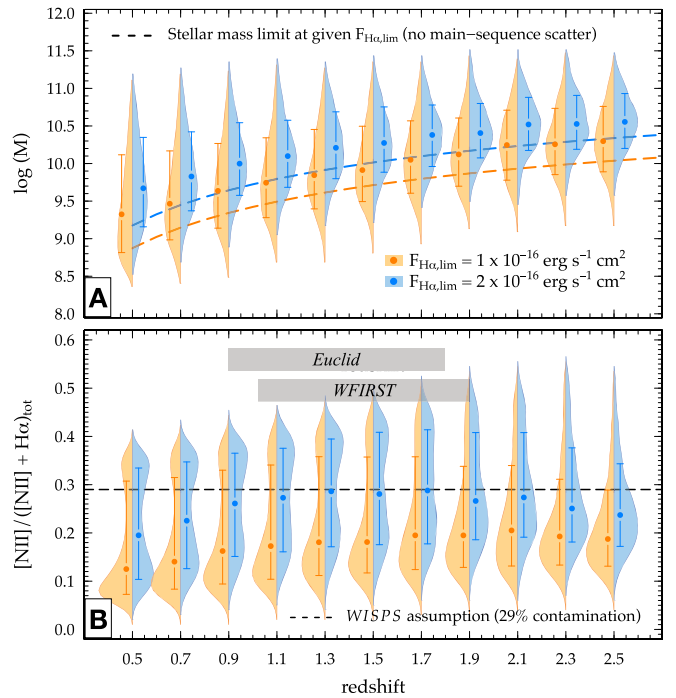 Stellar mass limit at given F_Hα,lim (no main−sequence scatter)
12.0
11.5
11.0
10.5
10.0
9.5
9.0
8.5
8.0
log (M)
F_Hα,lim = 1 x 10⁻¹⁶ erg s⁻¹ cm²
F_Hα,lim = 2 x 10⁻¹⁶ erg s⁻¹ cm²
A
0.6
0.5
0.4
0.3
0.2
0.1
0.0
[NII]/([NII] + Hα)_tot
Euclid
WFIRST
WISPS assumption (29% contamination)
B
0.5 0.7 0.9 1.1 1.3 1.5 1.7 1.9 2.1 2.3 2.5
redshift